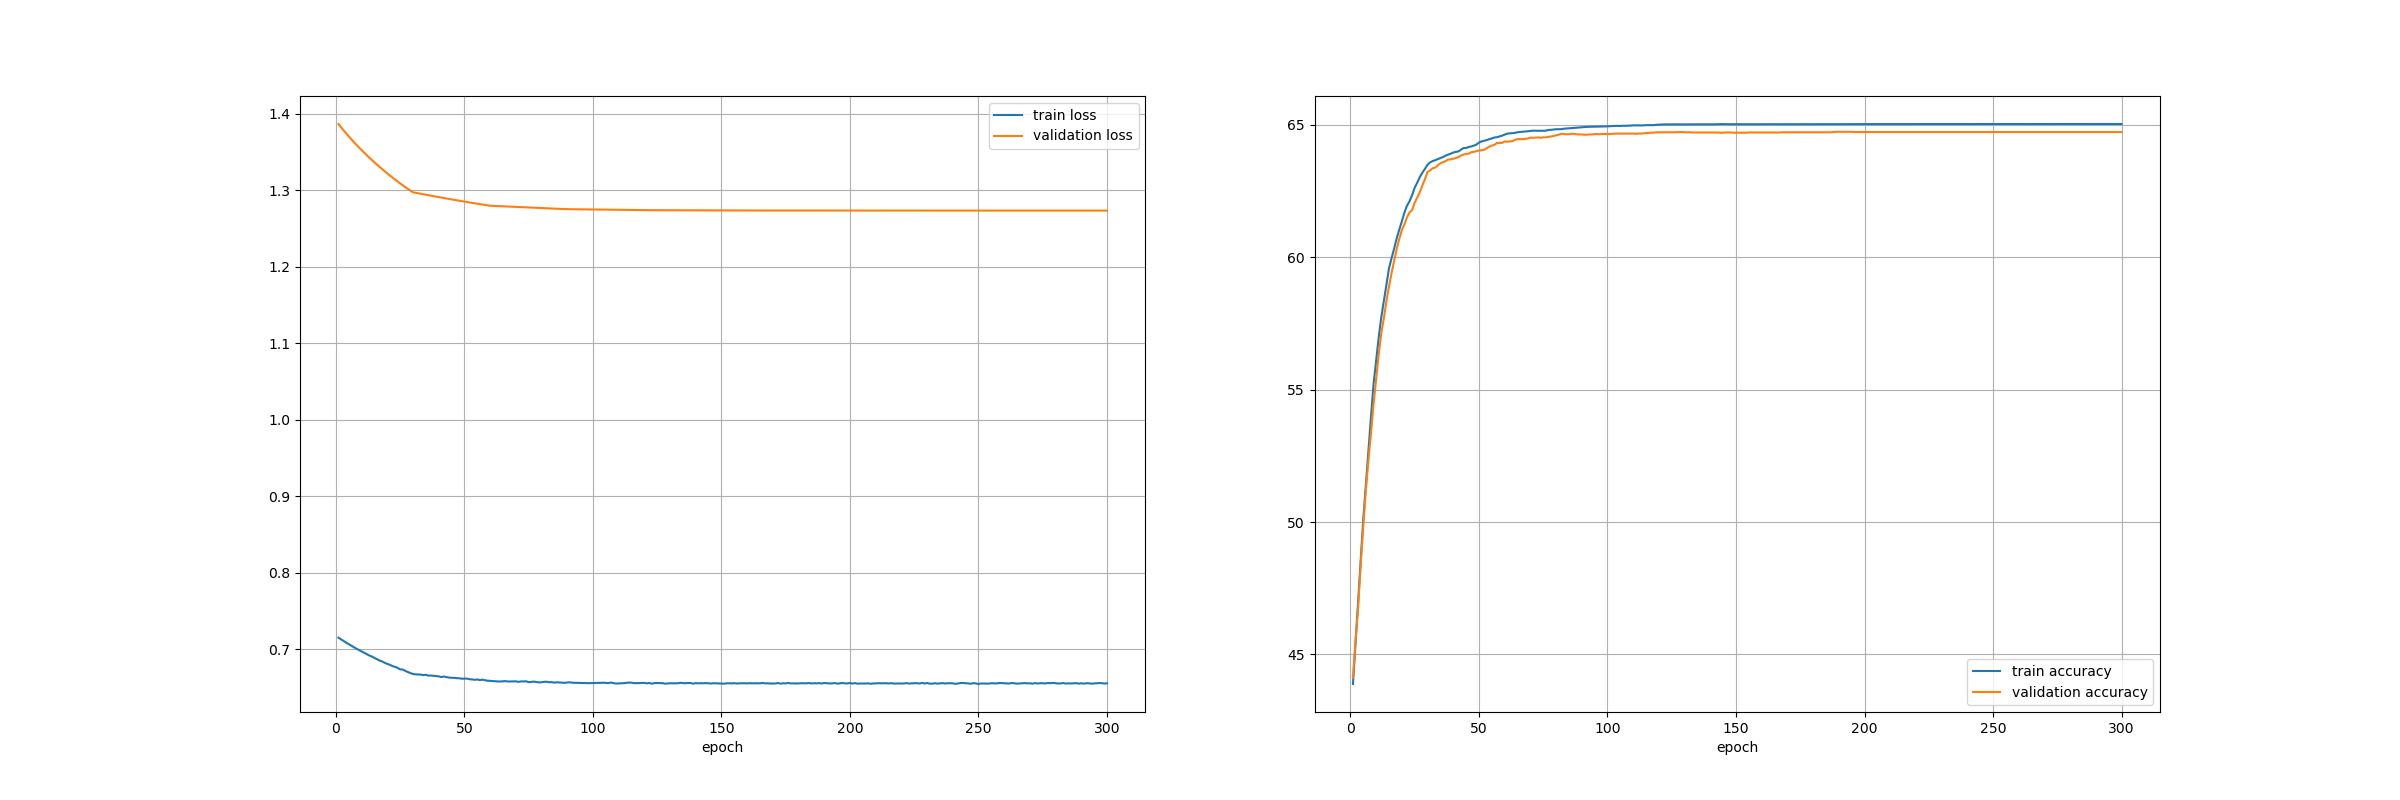 1.4
1.3
1.2
1.1
1.0
0.9
0.8
0.7
0 50 100 150 200 250 300
epoch
train loss
validation loss
65
60
55
50
45
0 50 100 150 200 250 300
epoch
train accuracy
validation accuracy